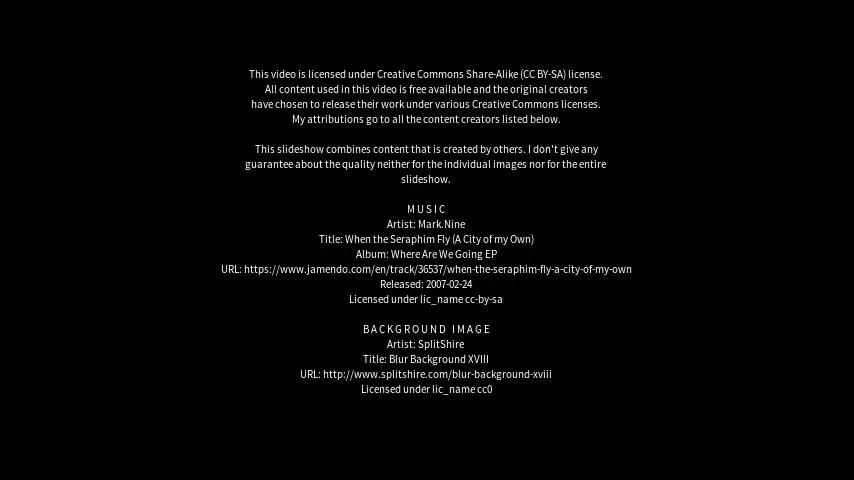 This video is licensed under Creative Commons Share-Alike (CC BY-SA) license.
All content used in this video is free available and the original creators
have chosen to release their work under various Creative Commons licenses.
My attributions go to all the content creators listed below.
This slideshow combines content that is created by others. I don't give any
guarantee about the quality neither for the individual images nor for the entire
slideshow.
MUSIC
Artist: Mark.Nine
Title: When the Seraphim Fly (A City of my Own)
Album: Where Are We Going EP
URL: https://www.jamendo.com/en/track/36537/when-the-seraphim-fly-a-city-of-my-own
Released: 2007-02-24
Licensed under lic_name cc-by-sa
BACKGROUND IMAGE
Artist: SplitShire
Title: Blur Background XVIII
URL: http://www.splitshire.com/blur-background-xviii
Licensed under lic_name cc0